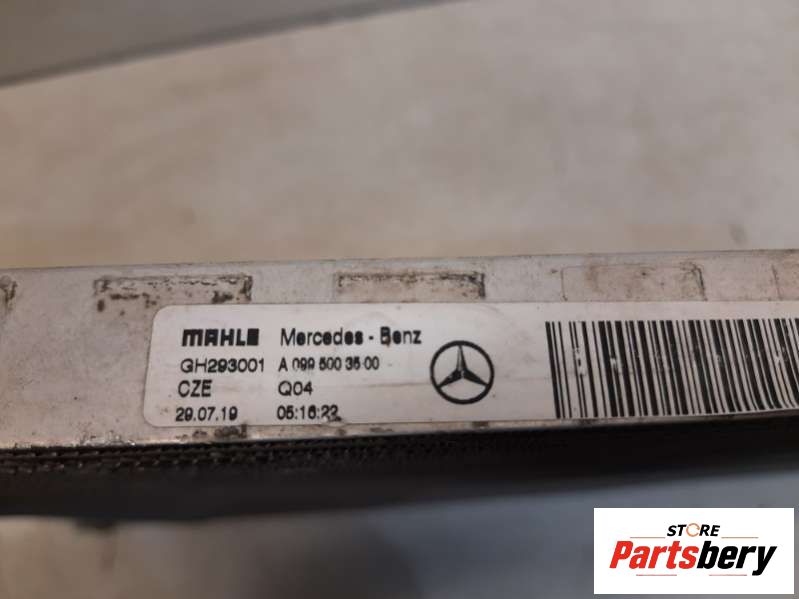 MAHLE Mercedes-Benz
GH293001 A 099 500 35 00
CZE Q04
29.07.19 05:16:22
STORE
Partsbery